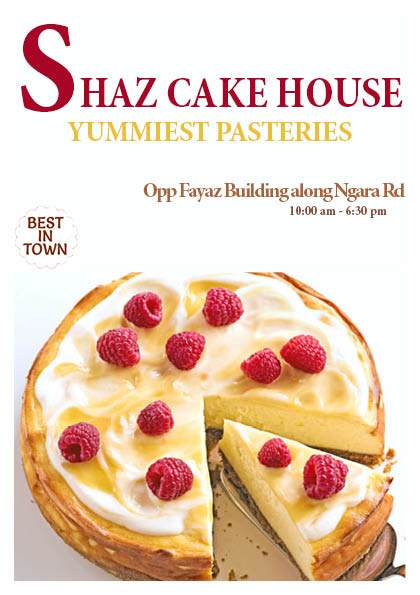 SHAZ CAKE HOUSE
YUMMIEST PASTERIES
Opp Fayaz Building along Ngara Rd
10:00 am - 6:30 pm
BEST
IN
TOWN